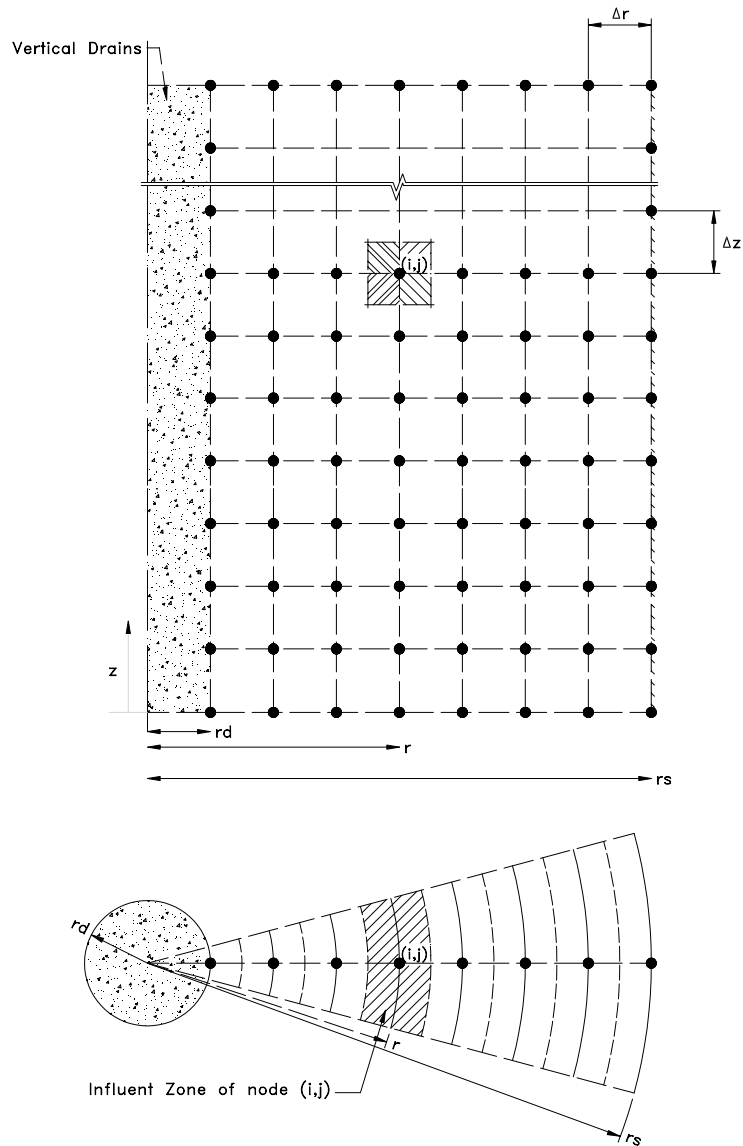 Δr
Vertical Drains
Δz
(i,j)
z
rd
r
rs
rd
(i,j)
r
Influent Zone of node (i,j)
rs